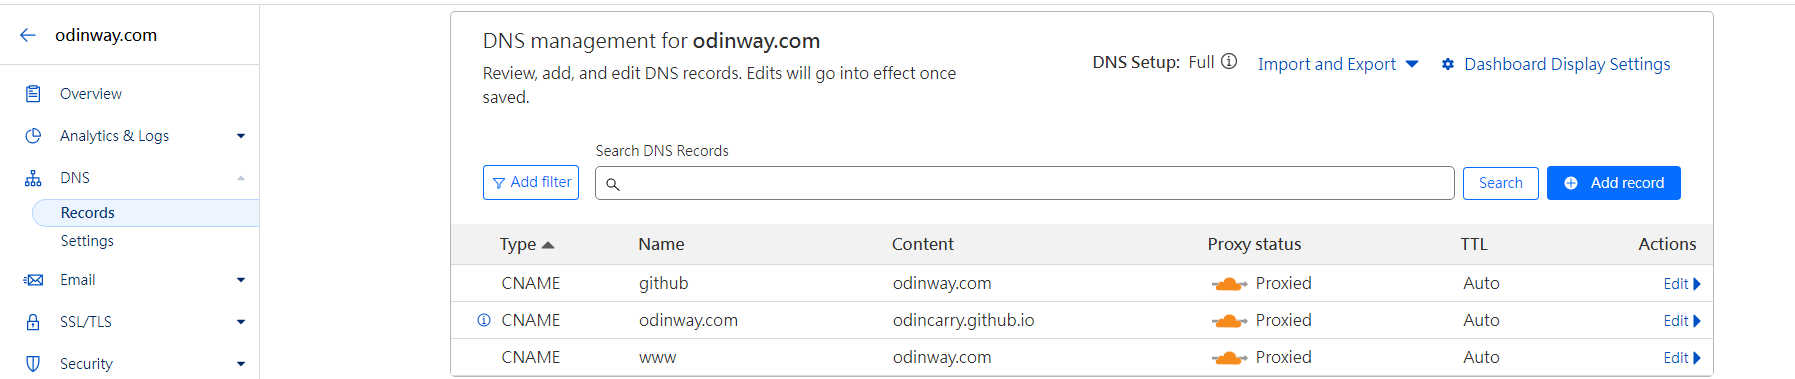 odinway.com
Overview
Analytics & Logs
DNS
Records
Settings
Email
SSL/TLS
Security
DNS management for odinway.com
Review, add, and edit DNS records. Edits will go into effect once
saved.
DNS Setup: Full
Import and Export
Dashboard Display Settings
Search DNS Records
Add filter
Search
Add record
Type Name Content Proxy status TTL Actions
CNAME github odinway.com Proxied Auto Edit
CNAME odinway.com odincarry.github.io Proxied Auto Edit
CNAME www odinway.com Proxied Auto Edit